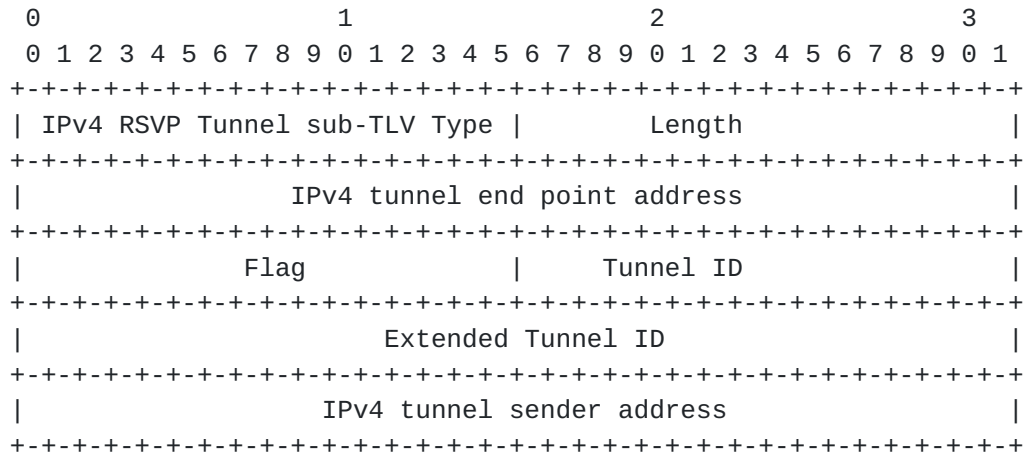 0                   1                   2                   3
 0 1 2 3 4 5 6 7 8 9 0 1 2 3 4 5 6 7 8 9 0 1 2 3 4 5 6 7 8 9 0 1
+-+-+-+-+-+-+-+-+-+-+-+-+-+-+-+-+-+-+-+-+-+-+-+-+-+-+-+-+-+-+-+-+
| IPv4 RSVP Tunnel sub-TLV Type |        Length                 |
+-+-+-+-+-+-+-+-+-+-+-+-+-+-+-+-+-+-+-+-+-+-+-+-+-+-+-+-+-+-+-+-+
|                 IPv4 tunnel end point address                 |
+-+-+-+-+-+-+-+-+-+-+-+-+-+-+-+-+-+-+-+-+-+-+-+-+-+-+-+-+-+-+-+-+
|              Flag             |     Tunnel ID                 |
+-+-+-+-+-+-+-+-+-+-+-+-+-+-+-+-+-+-+-+-+-+-+-+-+-+-+-+-+-+-+-+-+
|                       Extended Tunnel ID                      |
+-+-+-+-+-+-+-+-+-+-+-+-+-+-+-+-+-+-+-+-+-+-+-+-+-+-+-+-+-+-+-+-+
|                   IPv4 tunnel sender address                  |
+-+-+-+-+-+-+-+-+-+-+-+-+-+-+-+-+-+-+-+-+-+-+-+-+-+-+-+-+-+-+-+-+